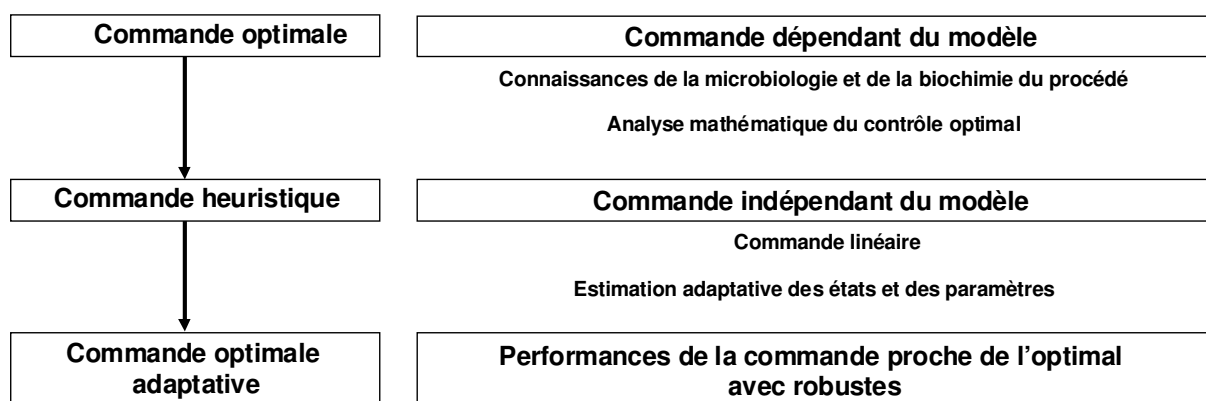 Commande optimale
Commande dépendant du modèle
Connaissances de la microbiologie et de la biochimie du procédé
Analyse mathématique du contrôle optimal
Commande heuristique
Commande indépendant du modèle
Commande linéaire
Estimation adaptative des états et des paramètres
Commande optimale
adaptative
Performances de la commande proche de l'optimal
avec robustes